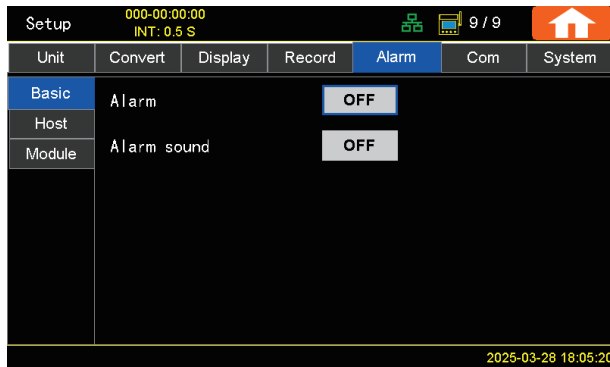 Setup
000-00:00:00
INT: 0.5 S
9 / 9
Unit Convert Display Record Alarm Com System
Basic
Host
Module
Alarm OFF
Alarm sound OFF
2025-03-28 18:05:20